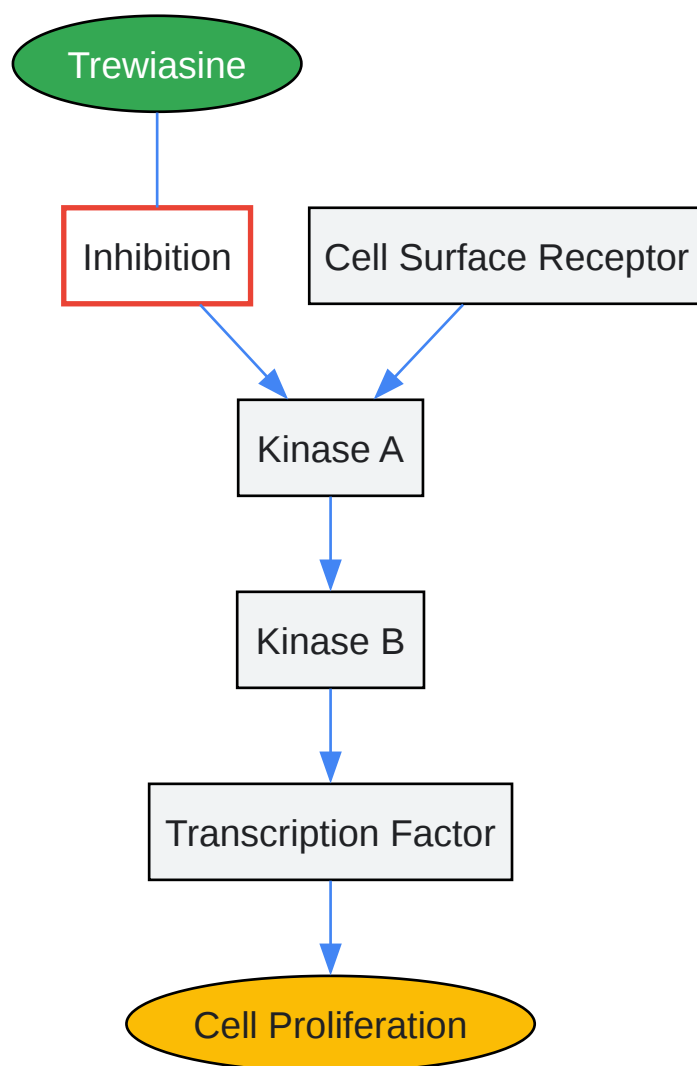 Trewiasine
Inhibition
Cell Surface Receptor
Kinase A
Kinase B
Transcription Factor
Cell Proliferation